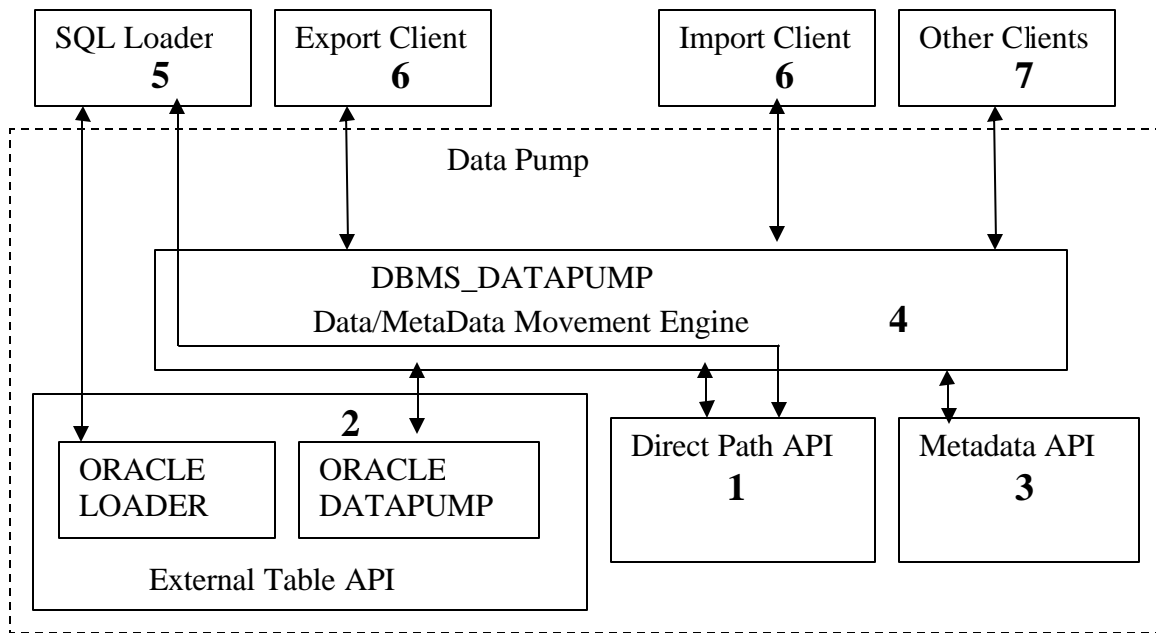 SQL Loader
5
Export Client
6
Import Client
6
Other Clients
7
Data Pump
DBMS_DATAPUMP
Data/MetaData Movement Engine
4
2
ORACLE
LOADER
ORACLE
DATAPUMP
External Table API
Direct Path API
1
Metadata API
3